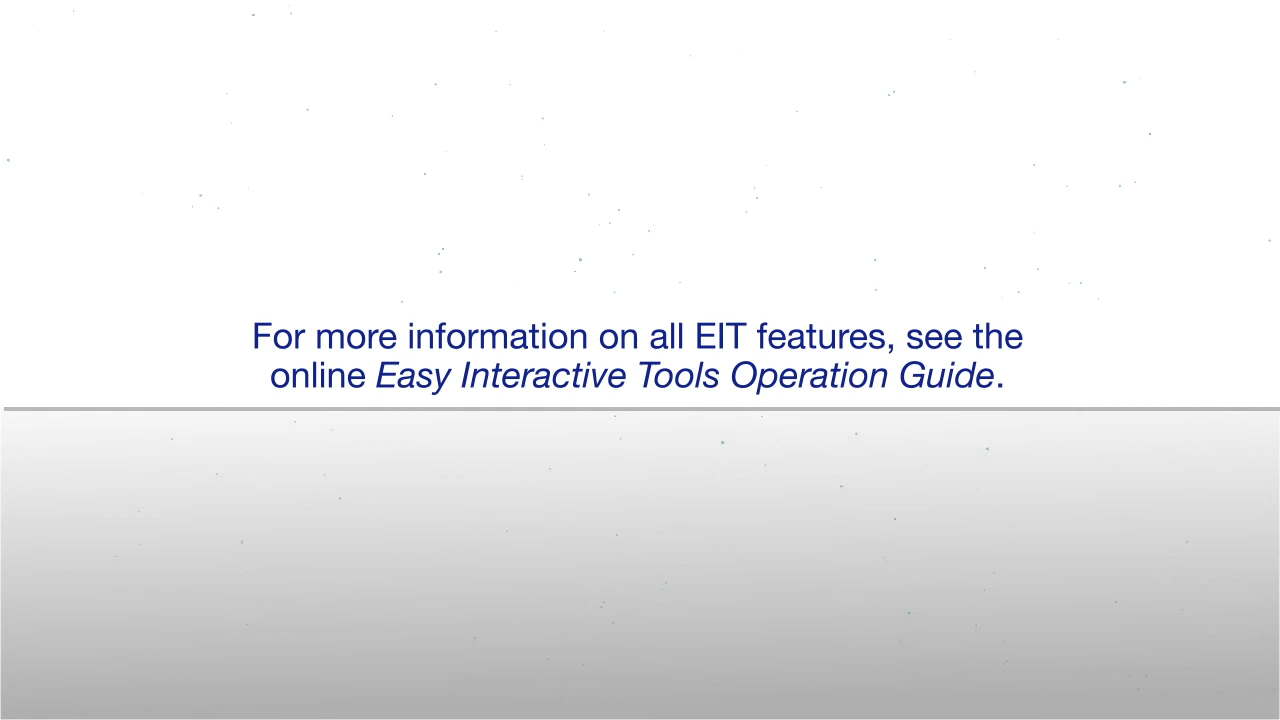 For more information on all EIT features, see the
online Easy Interactive Tools Operation Guide.